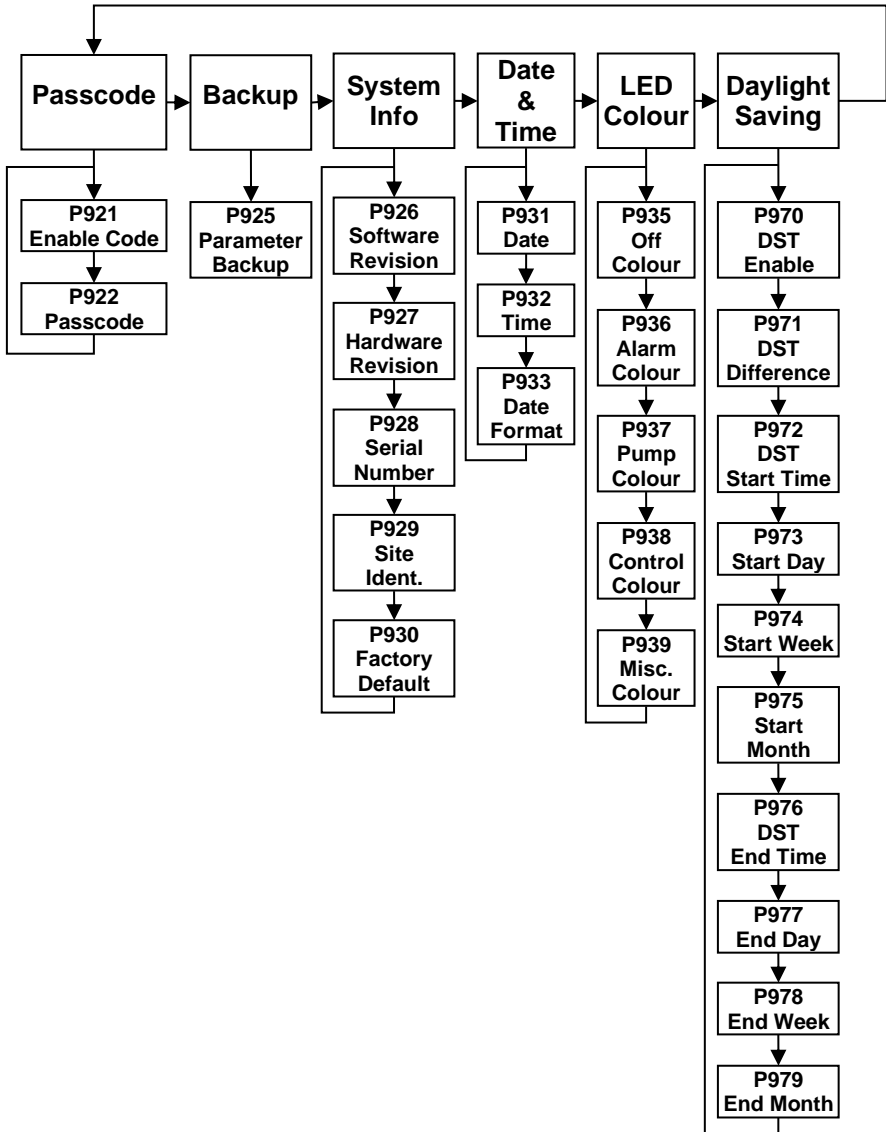 Passcode
Backup
System
Info
Date
&
Time
LED
Colour
Daylight
Saving
P921
Enable Code
P922
Passcode
P925
Parameter
Backup
P926
Software
Revision
P927
Hardware
Revision
P928
Serial
Number
P929
Site
Ident.
P930
Factory
Default
P931
Date
P932
Time
P933
Date
Format
P935
Off
Colour
P936
Alarm
Colour
P937
Pump
Colour
P938
Control
Colour
P939
Misc.
Colour
P970
DST
Enable
P971
DST
Difference
P972
DST
Start Time
P973
Start Day
P974
Start Week
P975
Start
Month
P976
DST
End Time
P977
End Day
P978
End Week
P979
End Month